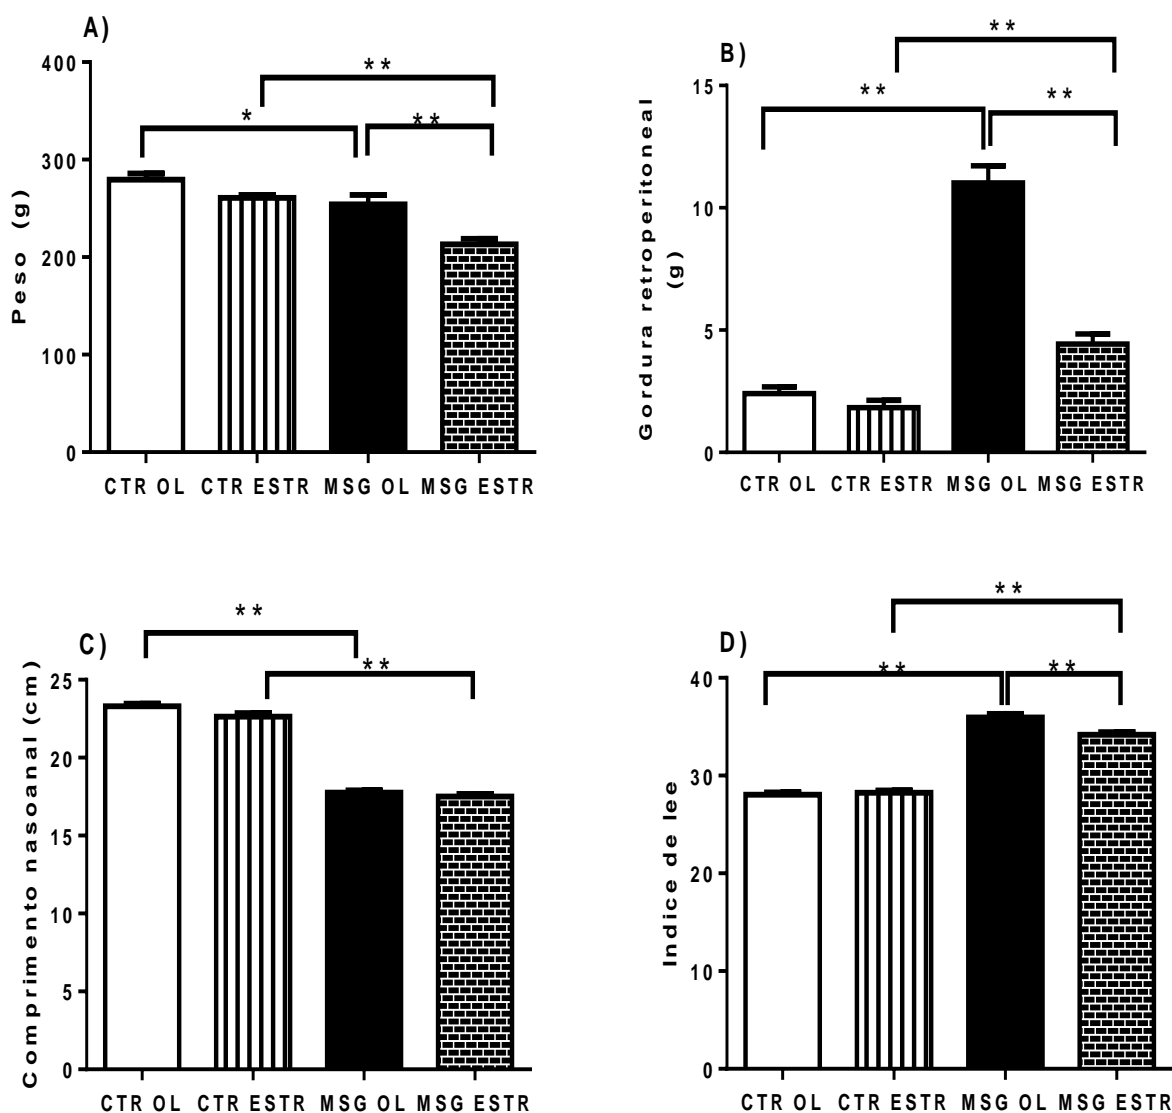 A)
Peso (g)
400
300
200
100
0
*
**
**
CTR OL CTR ESTR MSG OL MSG ESTR
B)
Gordura retroperitoneal
(g)
15
10
5
0
**
**
**
CTR OL CTR ESTR MSG OL MSG ESTR
C)
Comprimento nasoanal (cm)
25
20
15
10
5
0
**
**
CTR OL CTR ESTR MSG OL MSG ESTR
D)
Indice de lee
40
30
20
10
0
**
**
**
CTR OL CTR ESTR MSG OL MSG ESTR